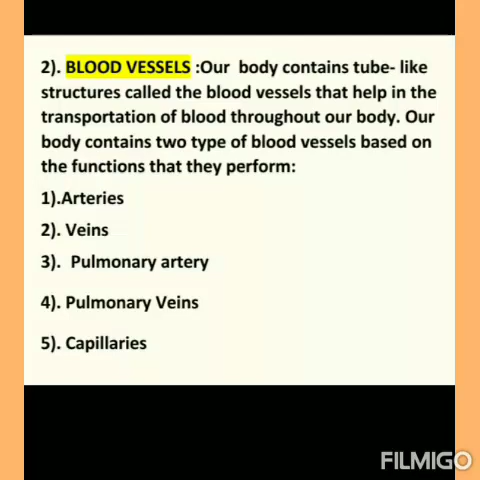 2). BLOOD VESSELS :Our body contains tube- like
structures called the blood vessels that help in the
transportation of blood throughout our body. Our
body contains two type of blood vessels based on
the functions that they perform:
1).Arteries
2). Veins
3). Pulmonary artery
4). Pulmonary Veins
5). Capillaries
FILMIGO